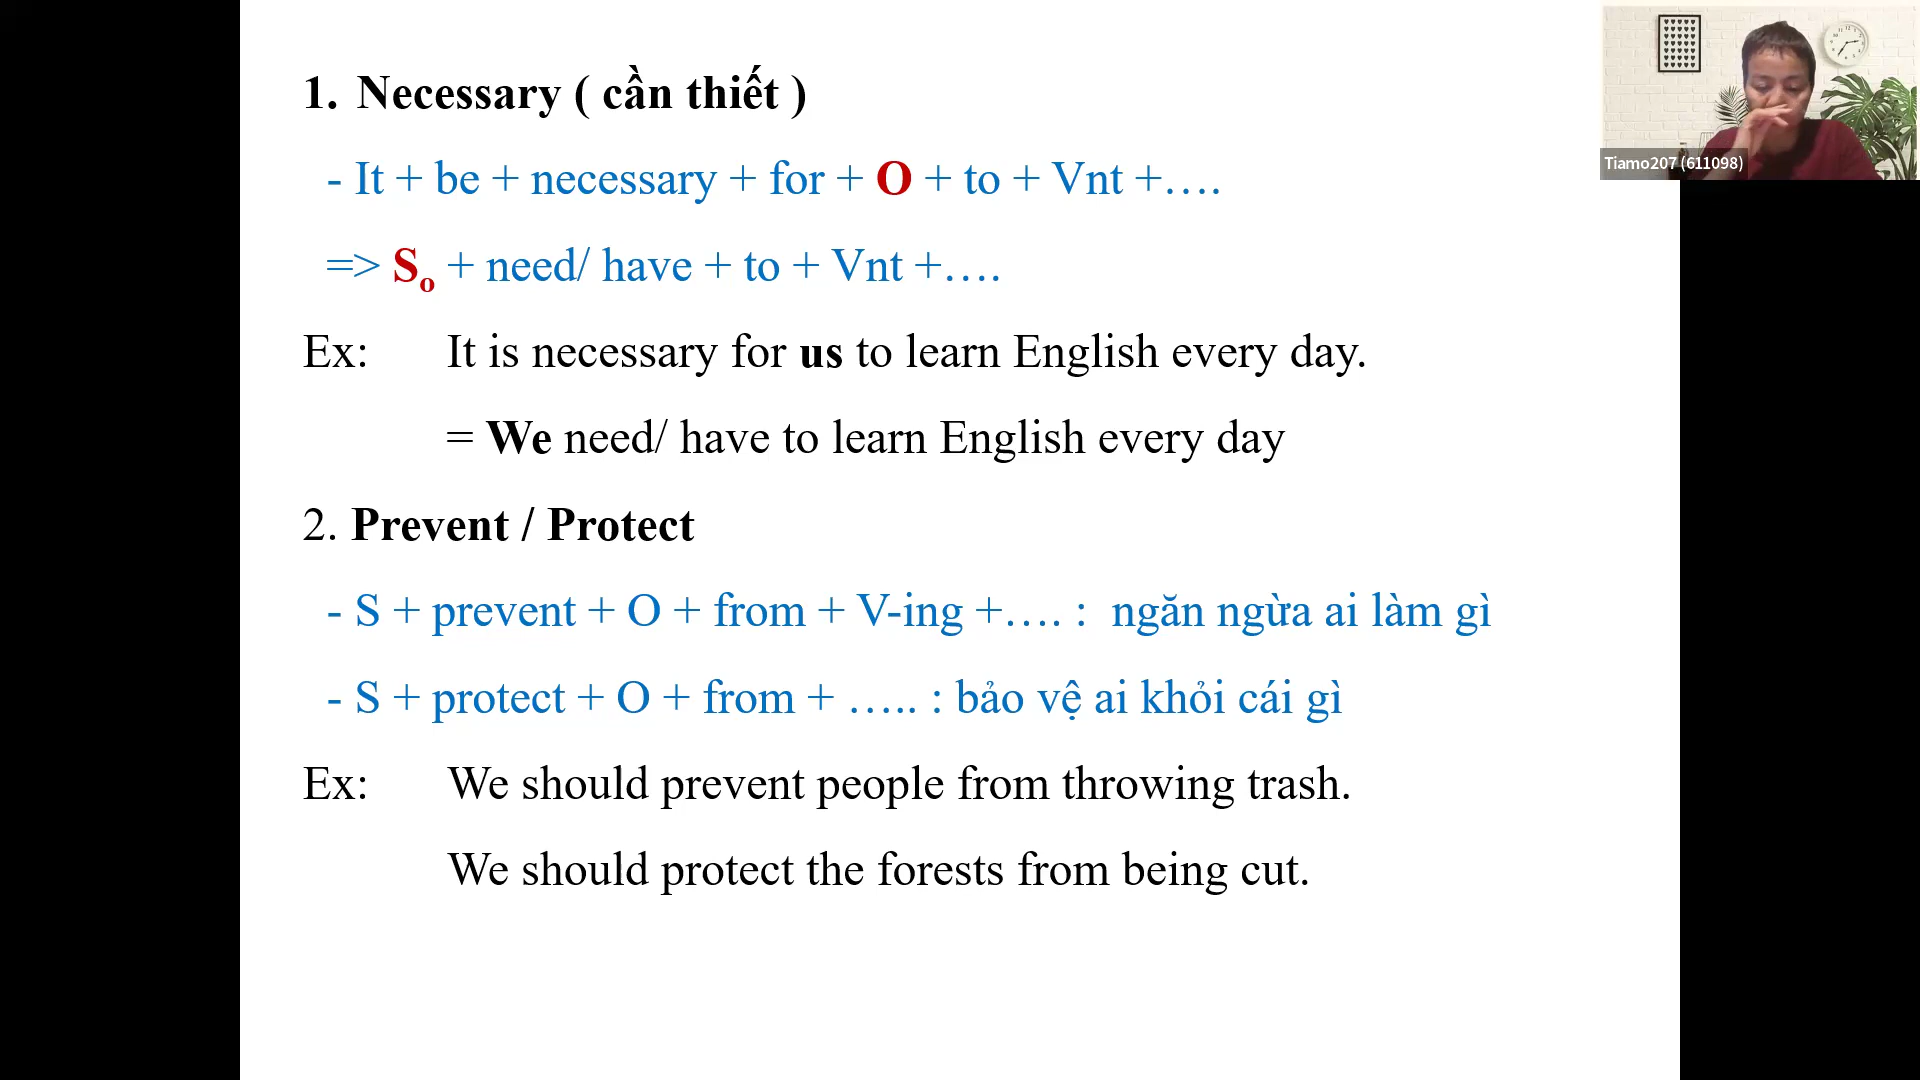 1. Necessary ( cần thiết )
- It + be + necessary + for + O + to + Vnt +….
=> So + need/ have + to + Vnt +….
Ex: It is necessary for us to learn English every day.
= We need/ have to learn English every day
2. Prevent / Protect
- S + prevent + O + from + V-ing +…. : ngăn ngừa ai làm gì
- S + protect + O + from + ….. : bảo vệ ai khỏi cái gì
Ex: We should prevent people from throwing trash.
We should protect the forests from being cut.
Tiamo207 (611098)